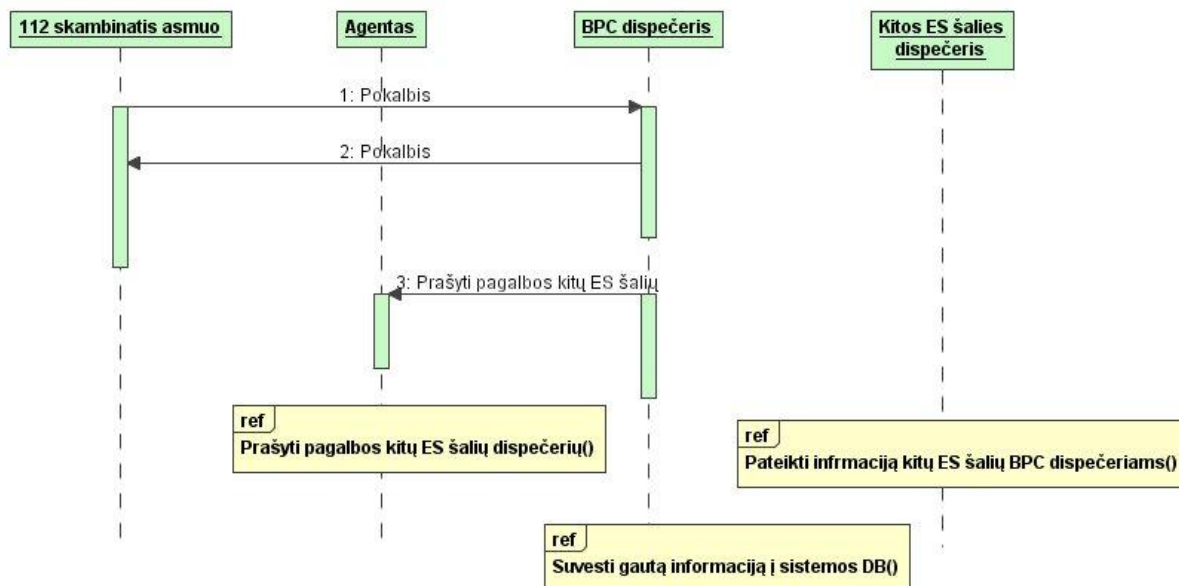 112 skambinatis asmuo
Agentas
BPC dispečeris
Kitos ES šalies
dispečeris
1: Pokalbis
2: Pokalbis
3: Prašyti pagalbos kitų ES šalių
ref
Prašyti pagalbos kitų ES šalių dispečerių()
ref
Pateikti infrmaciją kitų ES šalių BPC dispečeriams()
ref
Suvesti gautą informaciją į sistemos DB()